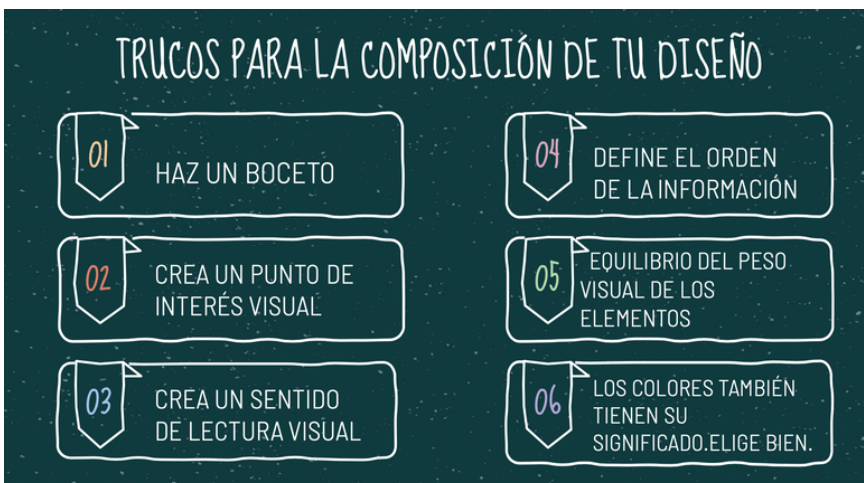 TRUCOS PARA LA COMPOSICIÓN DE TU DISEÑO
01
HAZ UN BOCETO
02
CREA UN PUNTO DE
INTERÉS VISUAL
03
CREA UN SENTIDO
DE LECTURA VISUAL
04
DEFINE EL ORDEN
DE LA INFORMACIÓN
05
EQUILIBRIO DEL PESO
VISUAL DE LOS
ELEMENTOS
06
LOS COLORES TAMBIÉN
TIENEN SU
SIGNIFICADO.ELIGE BIEN.